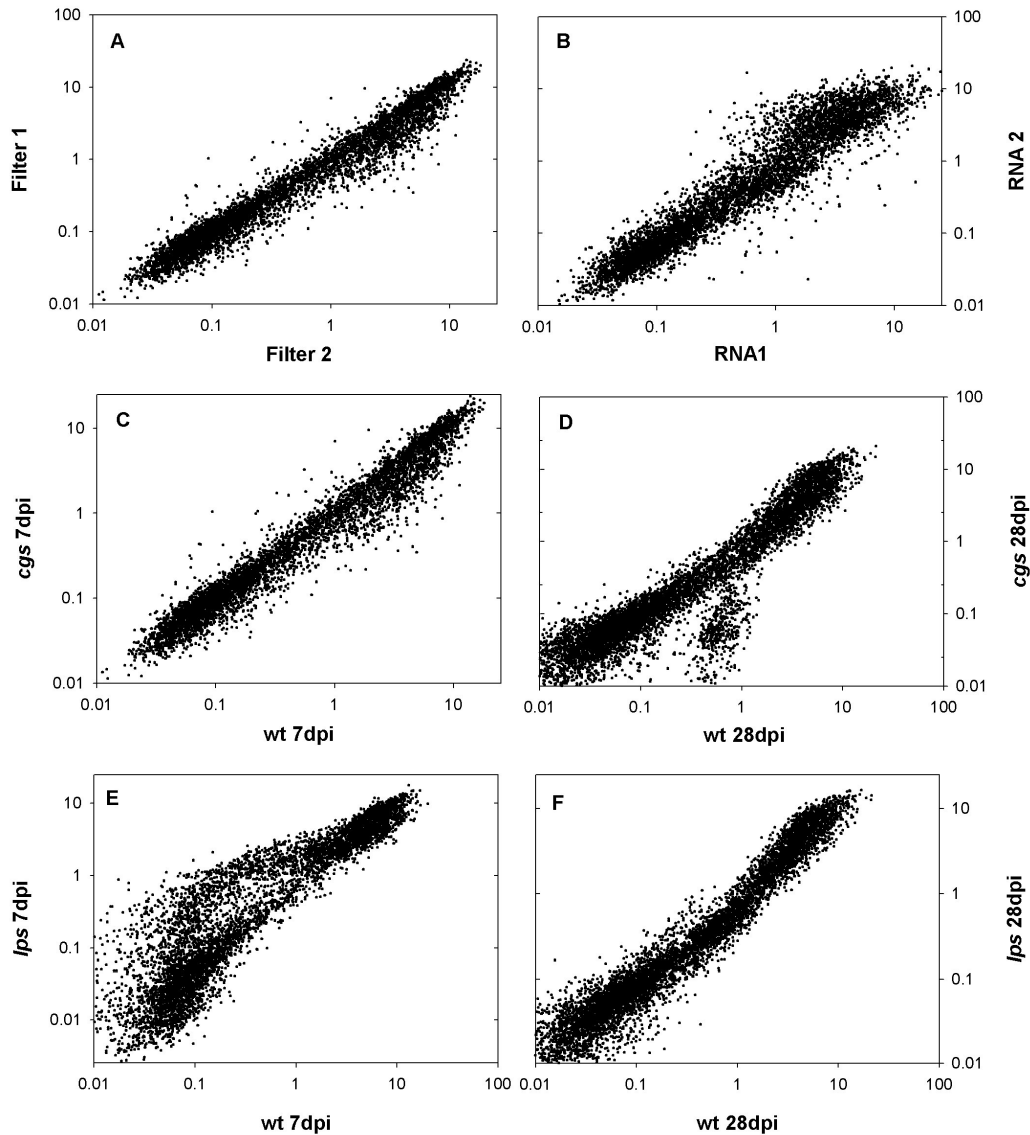 A
100
10
1
0.1
0.01
Filter 1
0.01 0.1 1 10
Filter 2
B
100
10
1
0.1
0.01
RNA 2
0.01 0.1 1 10
RNA1
C
10
1
0.1
0.01
cgs 7dpi
0.01 0.1 1 10
wt 7dpi
D
100
10
1
0.1
0.01
cgs 28dpi
0.01 0.1 1 10 100
wt 28dpi
E
10
1
0.1
0.01
lps 7dpi
0.01 0.1 1 10 100
wt 7dpi
F
10
1
0.1
0.01
lps 28dpi
0.01 0.1 1 10 100
wt 28dpi